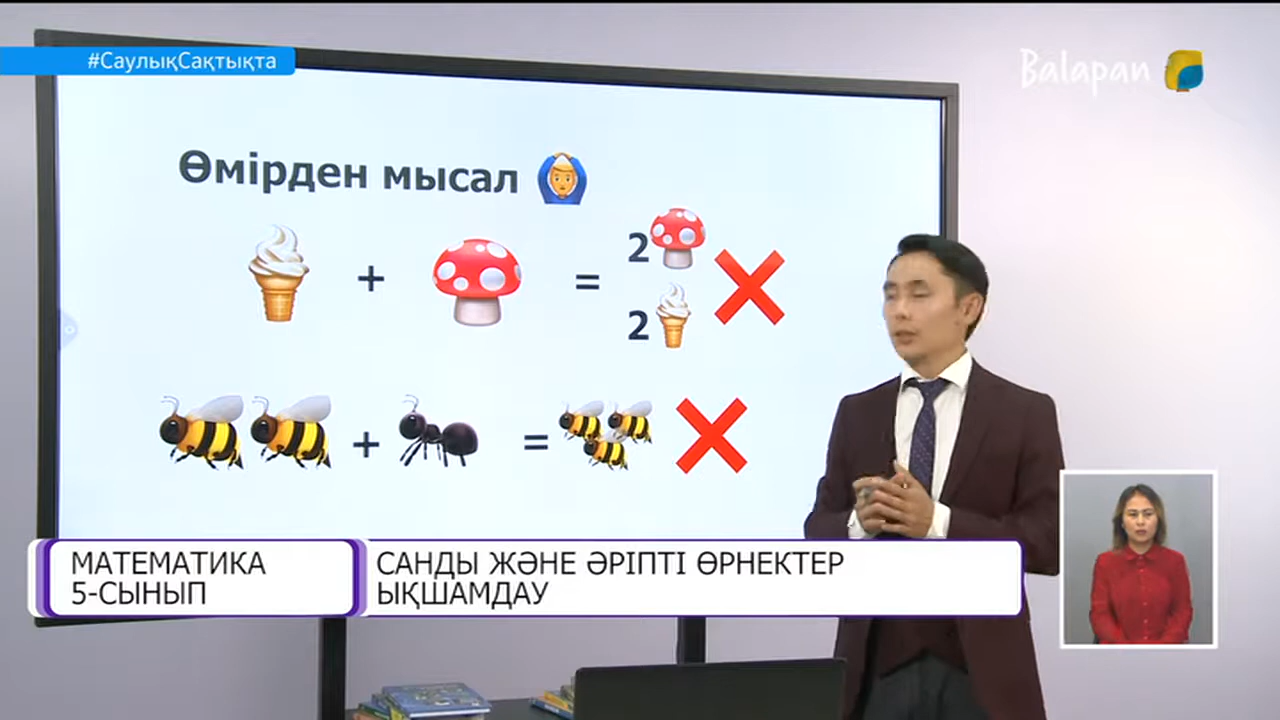 #СаулықСақтықта
Balapan
Өмірден мысал
+ = 2
2
+ =
МАТЕМАТИКА
5-СЫНЫП
САНДЫ ЖӘНЕ ӘРІПТІ ӨРНЕКТЕР
ЫҚШАМДАУ